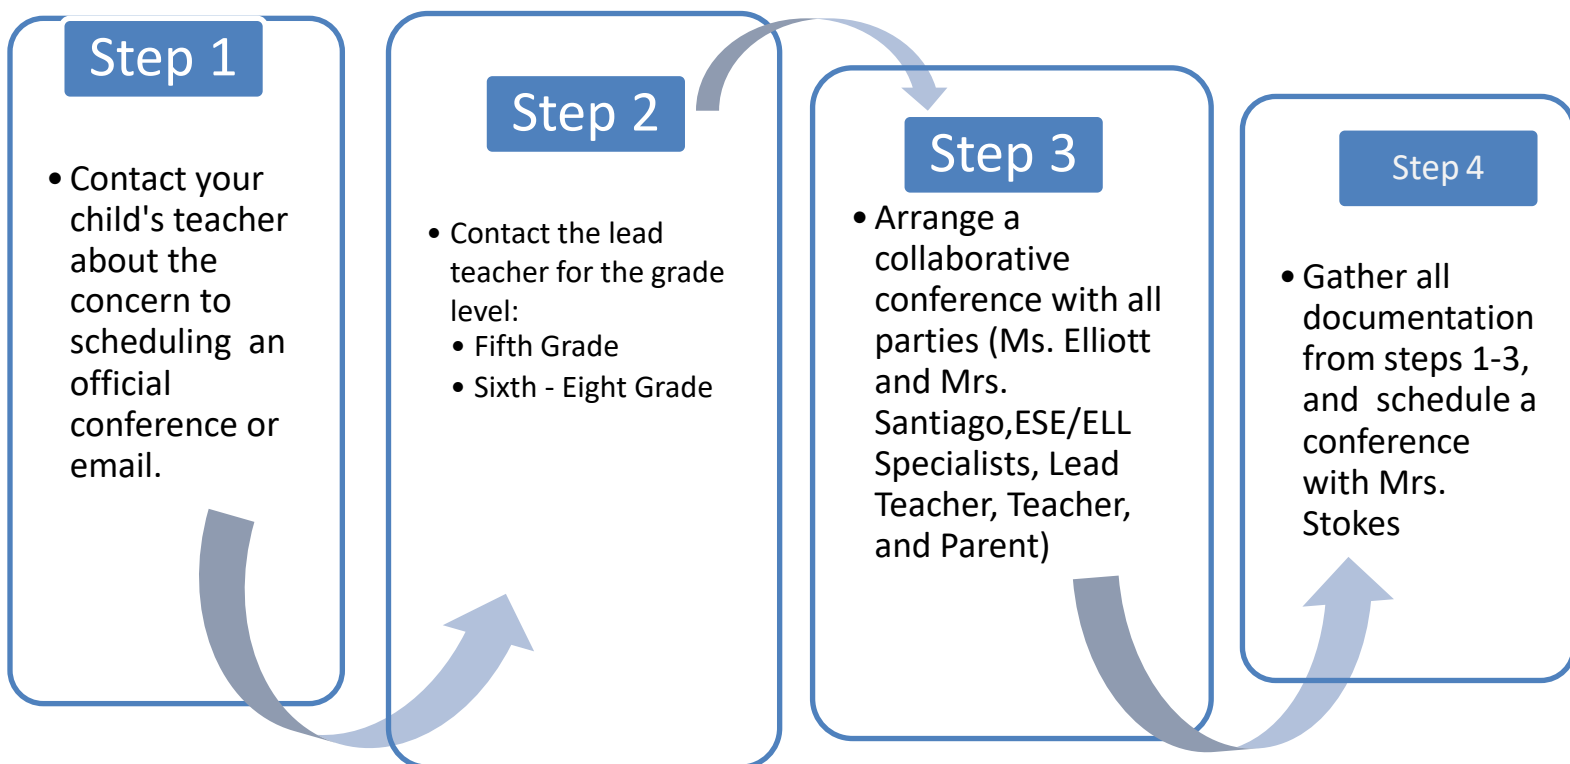 Step 1
• Contact your
child's teacher
about the
concern to
scheduling an
official
conference or
email.
Step 2
• Contact the lead
teacher for the grade
level:
• Fifth Grade
• Sixth - Eight Grade
Step 3
• Arrange a
collaborative
conference with all
parties (Ms. Elliott
and Mrs.
Santiago,ESE/ELL
Specialists, Lead
Teacher, Teacher,
and Parent)
Step 4
• Gather all
documentation
from steps 1-3,
and schedule a
conference
with Mrs.
Stokes